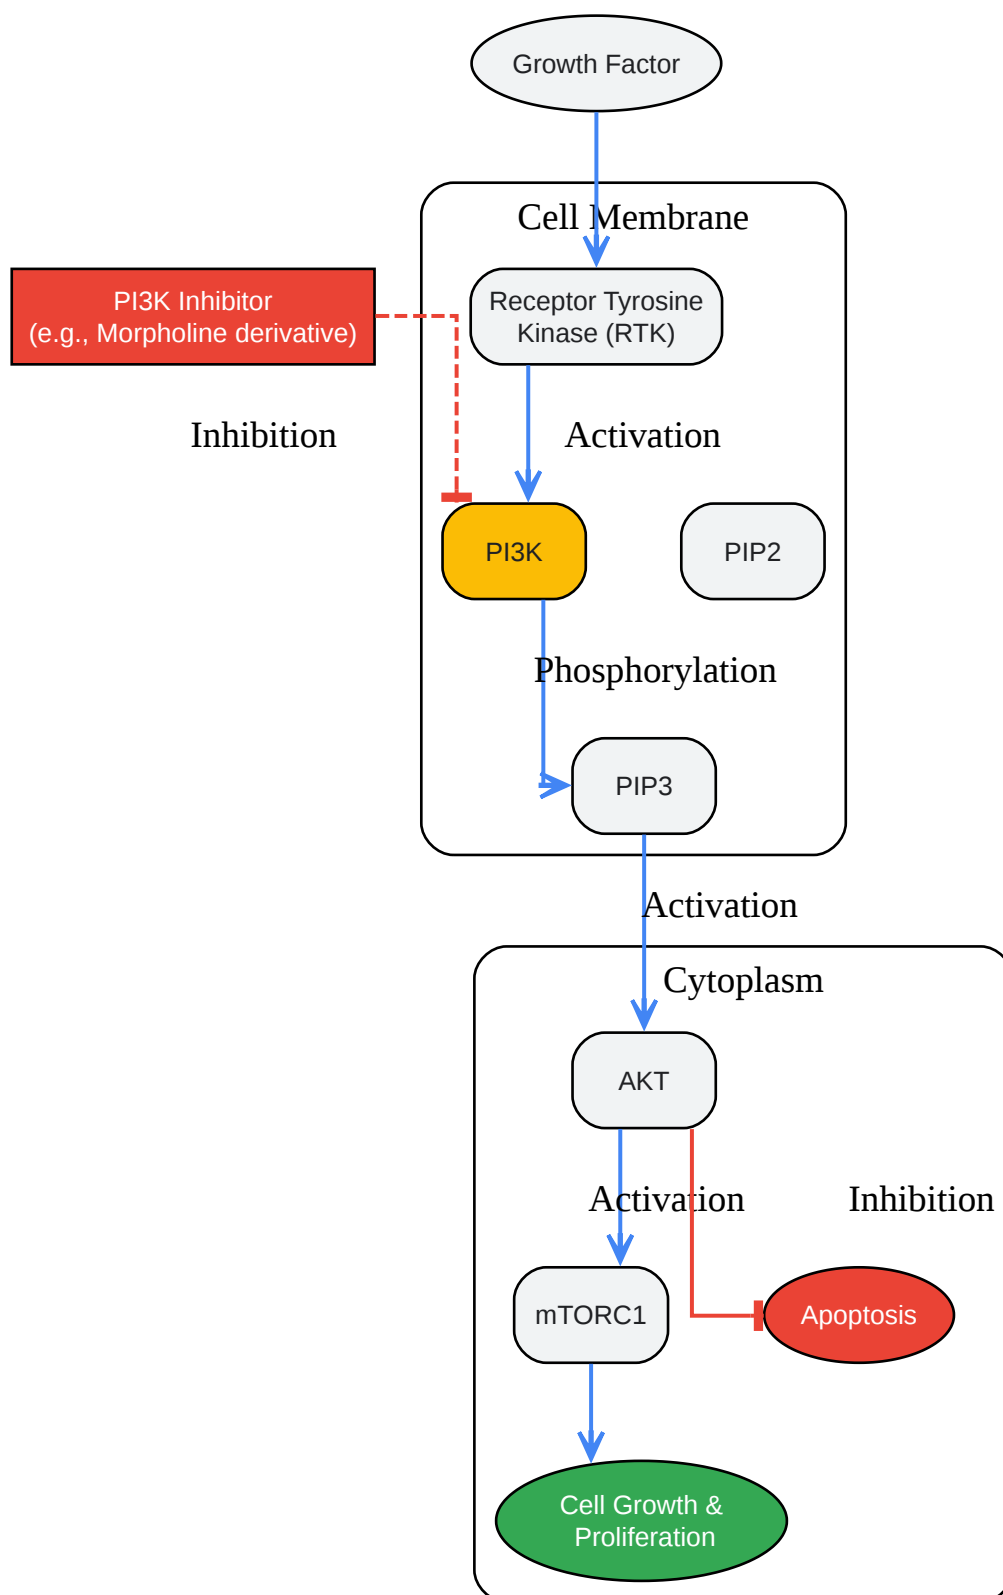 Growth Factor
Cell Membrane
PI3K Inhibitor
(e.g., Morpholine derivative)
Receptor Tyrosine
Kinase (RTK)
Inhibition
Activation
PI3K
PIP2
Phosphorylation
PIP3
Activation
Cytoplasm
AKT
Activation
Inhibition
mTORC1
Apoptosis
Cell Growth &
Proliferation